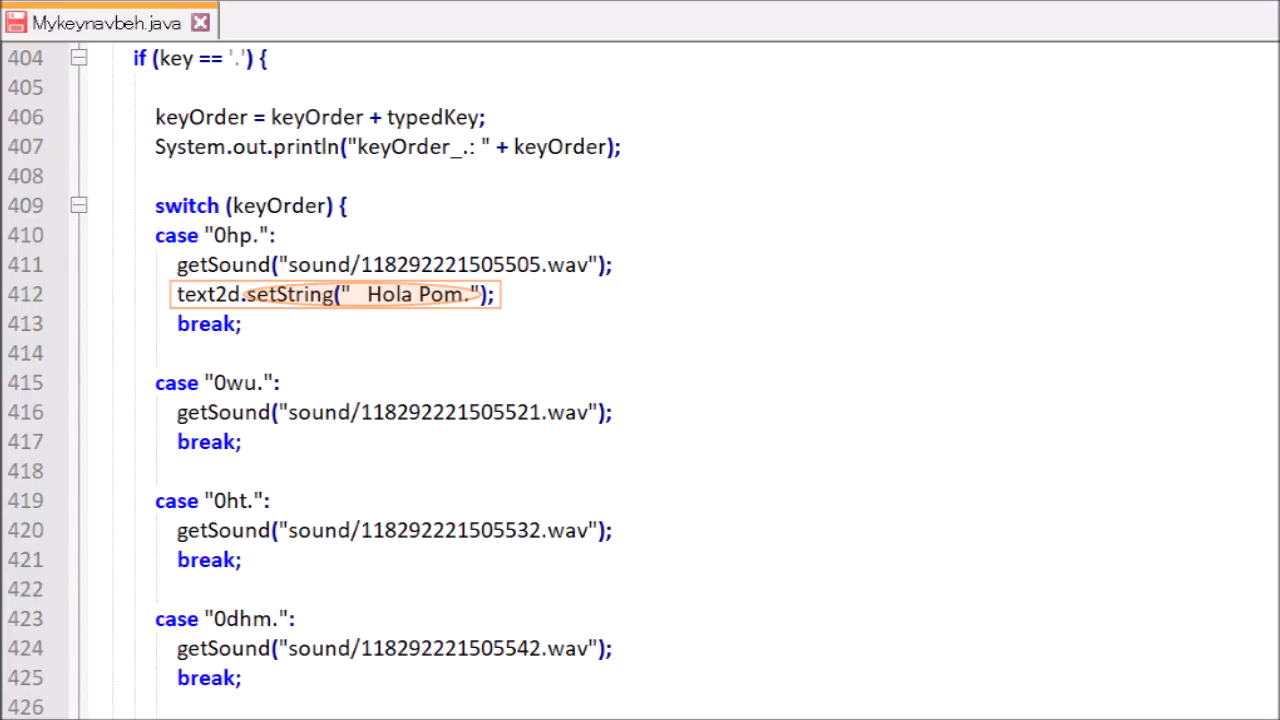 Mykeynavbeh.java
404 if (key == '.') {
405
406 keyOrder = keyOrder + typedKey;
407 System.out.println("keyOrder_.: " + keyOrder);
408
409 switch (keyOrder) {
410 case "0hp.":
411 getSound("sound/118292221505505.wav");
412 text2d.setString("   Hola Pom.");
413 break;
414
415 case "0wu.":
416 getSound("sound/118292221505521.wav");
417 break;
418
419 case "0ht.":
420 getSound("sound/118292221505532.wav");
421 break;
422
423 case "0dhm.":
424 getSound("sound/118292221505542.wav");
425 break;
426